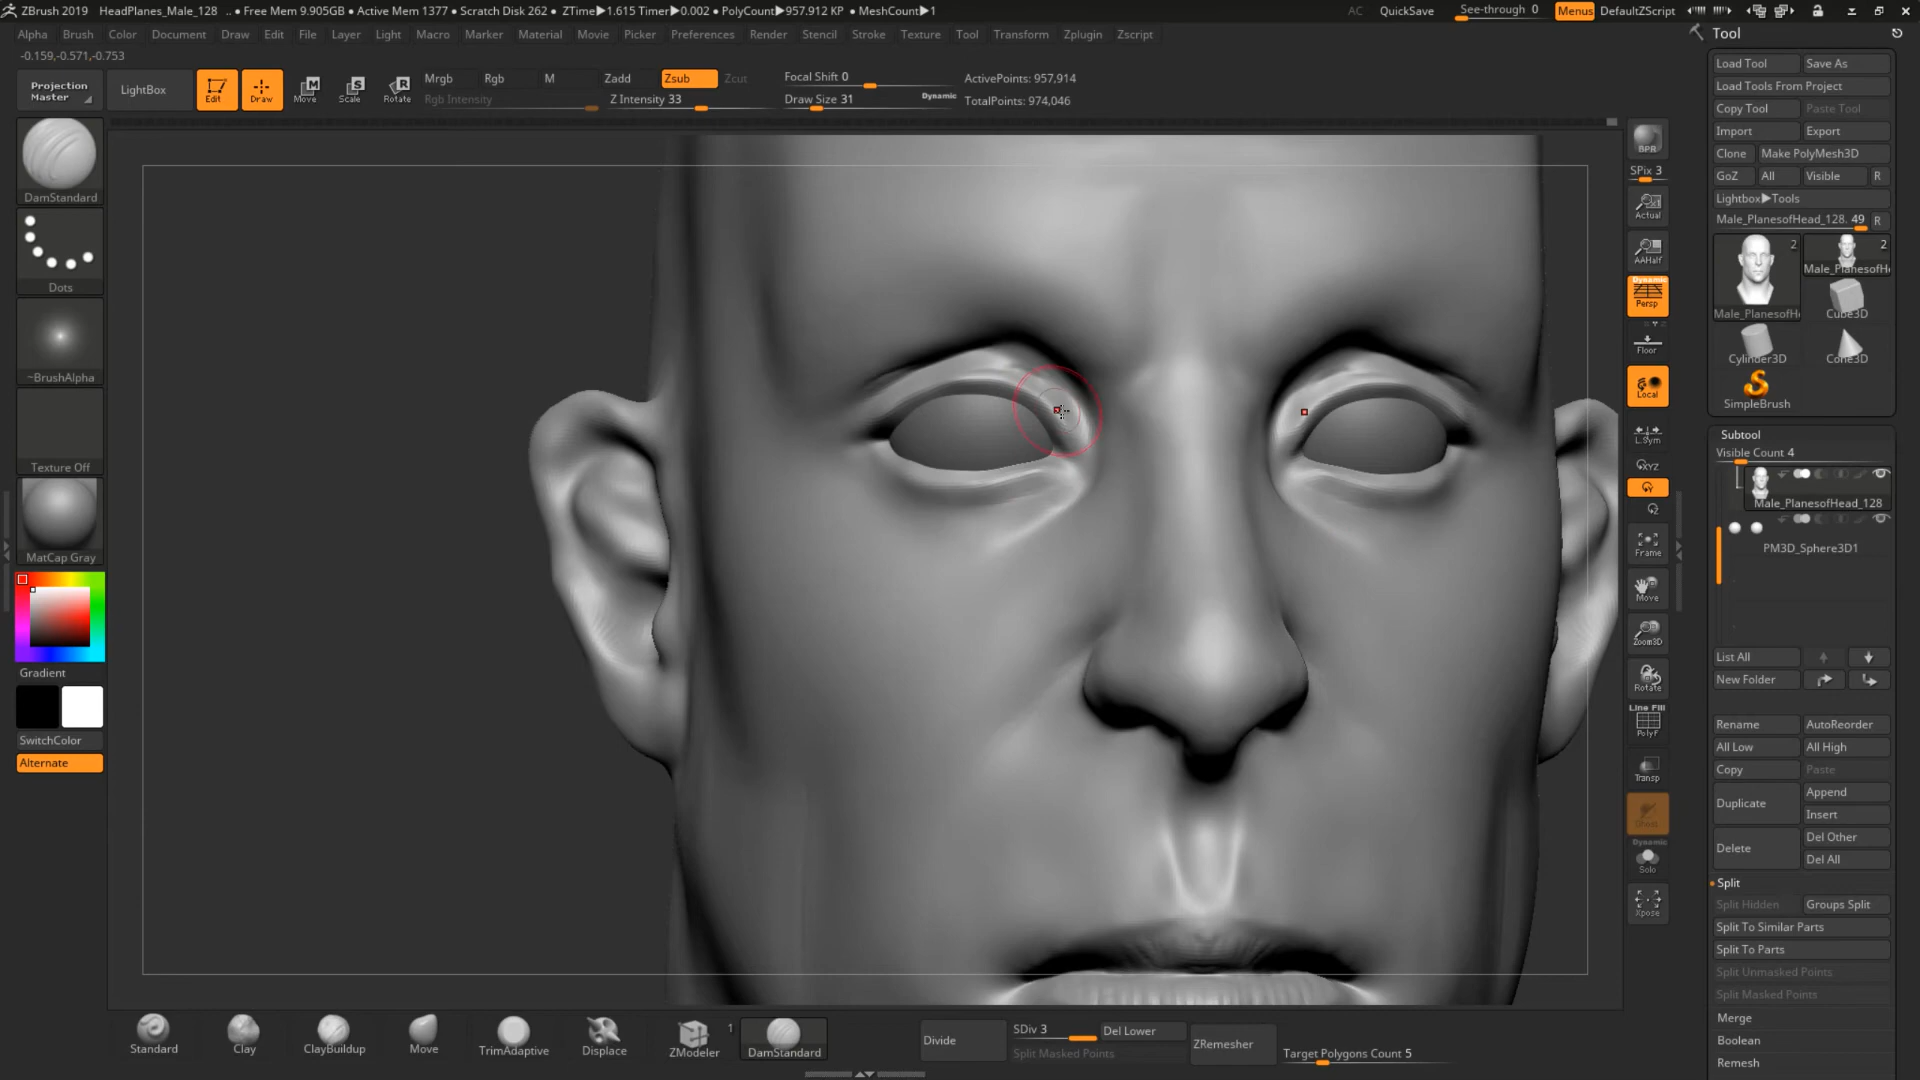 ZBrush 2019 HeadPlanes_Male_128 .. • Free Mem 9.905GB • Active Mem 1377 • Scratch Disk 262 • ZTime▶1.615 Timer▶0.002 • PolyCount▶957.912 KP • MeshCount▶1 AC QuickSave See-through 0 Menus DefaultZScript
Alpha Brush Color Document Draw Edit File Layer Light Macro Marker Material Movie Picker Preferences Render Stencil Stroke Texture Tool Transform Zplugin Zscript
-0.159,-0.571,-0.753
Projection Master
LightBox
Edit
Draw
Move
Scale
Rotate
Mrgb Rgb M Zadd Zsub Zcut
Rgb Intensity Z Intensity 33
Focal Shift 0
Draw Size 31 Dynamic
ActivePoints: 957,914
TotalPoints: 974,046
DamStandard
Dots
~BrushAlpha
Texture Off
MatCap Gray
Gradient
SwitchColor
Alternate
BPR
SPix 3
Actual
AAHalf
Dynamic
Persp
Floor
Local
L.Sym
XYZ
Y
Z
Frame
Move
Zoom3D
Rotate
Line Fill
PolyF
Transp
Dynamic
Solo
Xpose
Tool
Load Tool Save As
Load Tools From Project
Copy Tool Paste Tool
Import Export
Clone Make PolyMesh3D
GoZ All Visible R
Lightbox▶Tools
Male_PlanesofHead_128. 49 R
2 2
Male_PlanesofHe
Male_PlanesofHe Cube3D
Cylinder3D Cone3D
SimpleBrush
Subtool
Visible Count 4
Male_PlanesofHead_128
PM3D_Sphere3D1
List All
New Folder
Rename AutoReorder
All Low All High
Copy Paste
Duplicate Append
Insert
Delete Del Other
Del All
Split
Split Hidden Groups Split
Split To Similar Parts
Split To Parts
Split Unmasked Points
Split Masked Points
Merge
Boolean
Remesh
Standard Clay ClayBuildup Move TrimAdaptive Displace ZModeler 1 DamStandard
Divide
SDiv 3 Del Lower
Split Masked Points
ZRemesher
Target Polygons Count 5